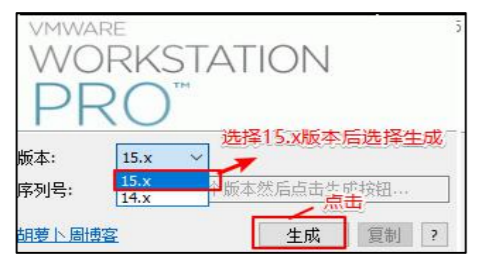 VMWARE
WORKSTATION
PRO™
选择15.x版本后选择生成
版本: 15.x
15.x
序列号: 个版本然后点击生成按钮...
14.x
点击
胡萝卜周博客 生成 复制 ?